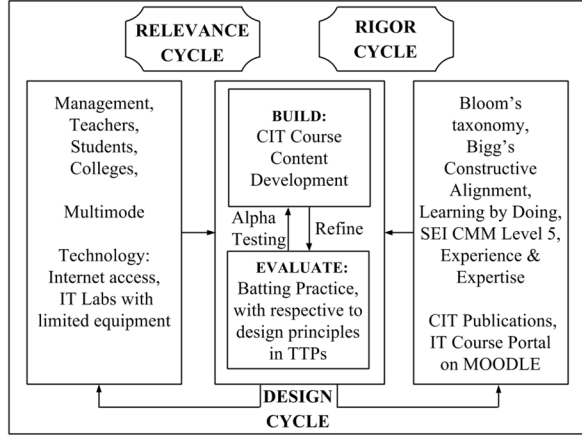 RELEVANCE
CYCLE
RIGOR
CYCLE
Management,
Teachers,
Students,
Colleges,
Multimode
Technology:
Internet access,
IT Labs with
limited equipment
BUILD:
CIT Course
Content
Development
Alpha
Testing
Refine
EVALUATE:
Batting Practice,
with respective to
design principles
in TTPs
Bloom's
taxonomy,
Bigg's
Constructive
Alignment,
Learning by Doing,
SEI CMM Level 5,
Experience &
Expertise
CIT Publications,
IT Course Portal
on MOODLE
DESIGN
CYCLE